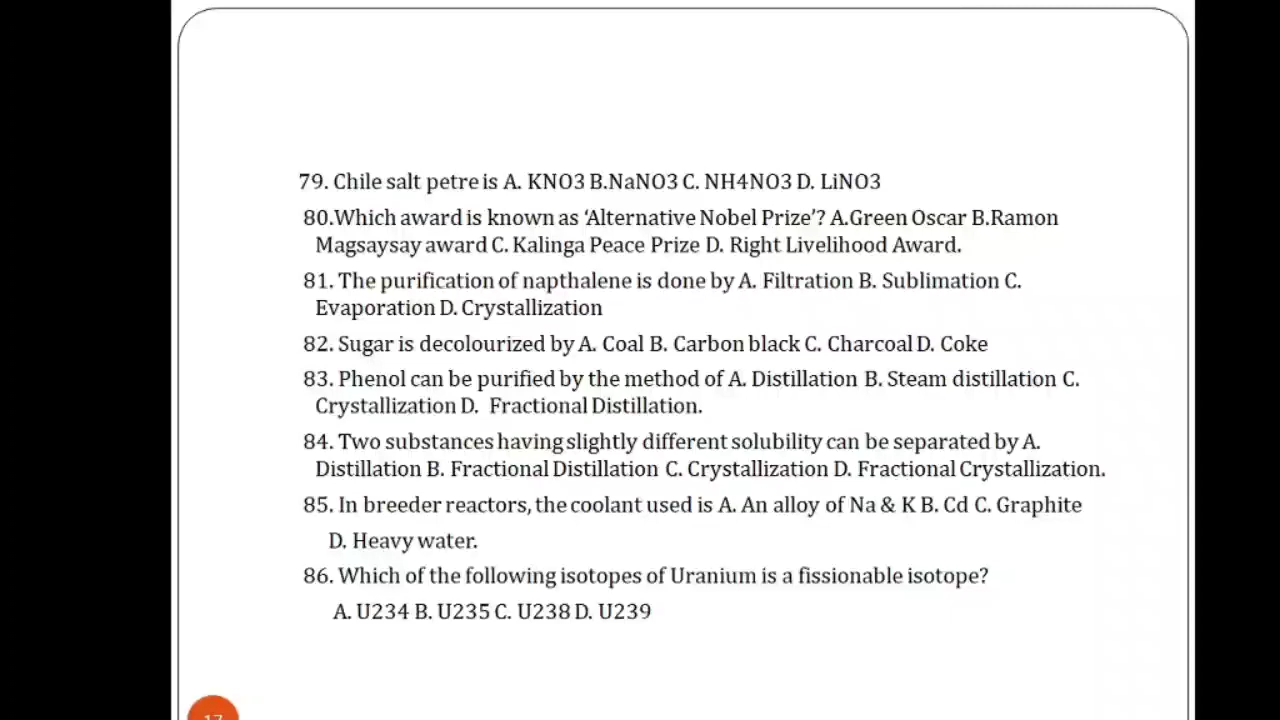 79. Chile salt petre is A. KNO3 B.NaNO3 C. NH4NO3 D. LiNO3
80.Which award is known as ‘Alternative Nobel Prize’? A.Green Oscar B.Ramon
Magsaysay award C. Kalinga Peace Prize D. Right Livelihood Award.
81. The purification of napthalene is done by A. Filtration B. Sublimation C.
Evaporation D. Crystallization
82. Sugar is decolourized by A. Coal B. Carbon black C. Charcoal D. Coke
83. Phenol can be purified by the method of A. Distillation B. Steam distillation C.
Crystallization D. Fractional Distillation.
84. Two substances having slightly different solubility can be separated by A.
Distillation B. Fractional Distillation C. Crystallization D. Fractional Crystallization.
85. In breeder reactors, the coolant used is A. An alloy of Na & K B. Cd C. Graphite
D. Heavy water.
86. Which of the following isotopes of Uranium is a fissionable isotope?
A. U234 B. U235 C. U238 D. U239
17